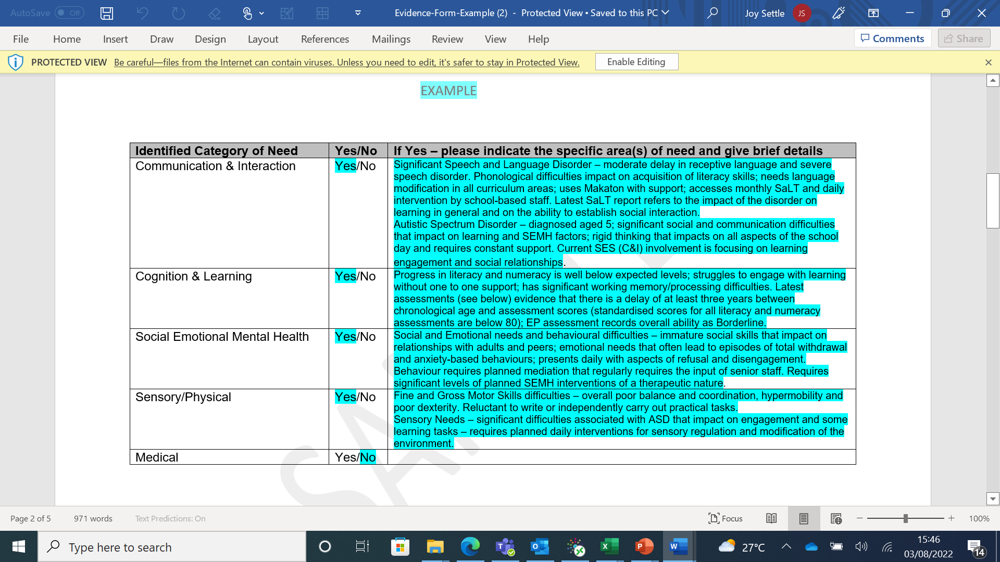 AutoSave Off Evidence-Form-Example (2) - Protected View • Saved to this PC Joy Settle JS
File Home Insert Draw Design Layout References Mailings Review View Help Comments Share
PROTECTED VIEW Be careful—files from the Internet can contain viruses. Unless you need to edit, it's safer to stay in Protected View. Enable Editing
EXAMPLE
Identified Category of Need Yes/No If Yes – please indicate the specific area(s) of need and give brief details
Communication & Interaction Yes/No Significant Speech and Language Disorder – moderate delay in receptive language and severe
speech disorder. Phonological difficulties impact on acquisition of literacy skills; needs language
modification in all curriculum areas; uses Makaton with support; accesses monthly SaLT and daily
intervention by school-based staff. Latest SaLT report refers to the impact of the disorder on
learning in general and on the ability to establish social interaction.
Autistic Spectrum Disorder – diagnosed aged 5; significant social and communication difficulties
that impact on learning and SEMH factors; rigid thinking that impacts on all aspects of the school
day and requires constant support. Current SES (C&I) involvement is focusing on learning
engagement and social relationships.
Cognition & Learning Yes/No Progress in literacy and numeracy is well below expected levels; struggles to engage with learning
without one to one support; has significant working memory/processing difficulties. Latest
assessments (see below) evidence that there is a delay of at least three years between
chronological age and assessment scores (standardised scores for all literacy and numeracy
assessments are below 80); EP assessment records overall ability as Borderline.
Social Emotional Mental Health Yes/No Social and Emotional needs and behavioural difficulties – immature social skills that impact on
relationships with adults and peers; emotional needs that often lead to episodes of total withdrawal
and anxiety-based behaviours; presents daily with aspects of refusal and disengagement.
Behaviour requires planned mediation that regularly requires the input of senior staff. Requires
significant levels of planned SEMH interventions of a therapeutic nature.
Sensory/Physical Yes/No Fine and Gross Motor Skills difficulties – overall poor balance and coordination, hypermobility and
poor dexterity. Reluctant to write or independently carry out practical tasks.
Sensory Needs – significant difficulties associated with ASD that impact on engagement and some
learning tasks – requires planned daily interventions for sensory regulation and modification of the
environment.
Medical Yes/No
Page 2 of 5 971 words Text Predictions: On Focus 100%
Type here to search 27°C 15:46
03/08/2022 14